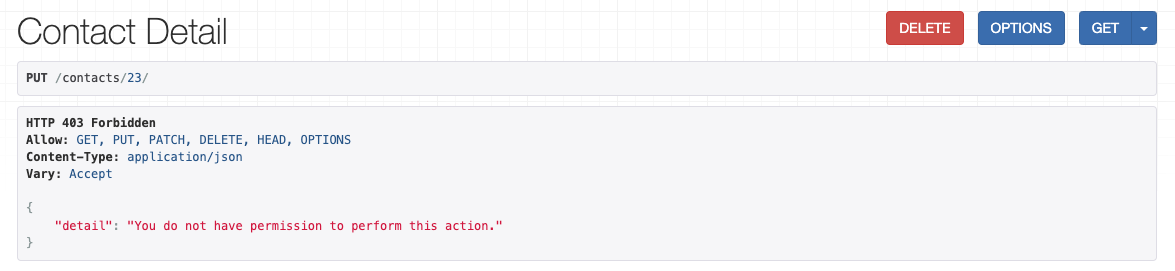 Contact Detail
DELETE OPTIONS GET
PUT /contacts/23/
HTTP 403 Forbidden
Allow: GET, PUT, PATCH, DELETE, HEAD, OPTIONS
Content-Type: application/json
Vary: Accept
{
"detail": "You do not have permission to perform this action."
}